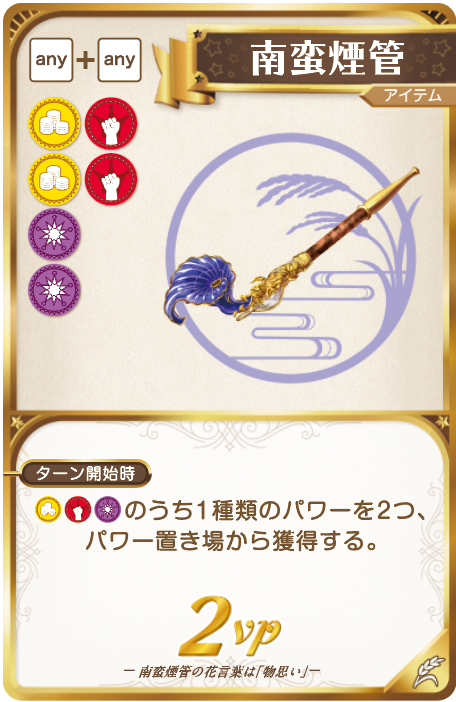 any + any
南蛮煙管
アイテム
ターン開始時
のうち1種類のパワーを2つ、
パワー置き場から獲得する。
2vp
ー 南蛮煙管の花言葉は「物思い」ー